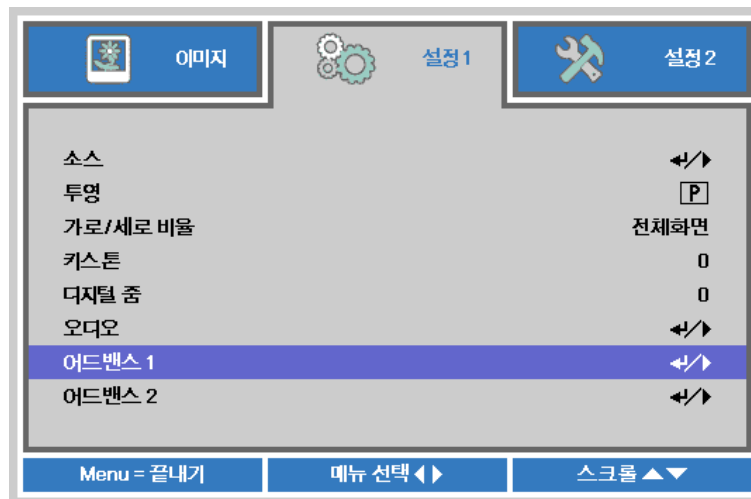 이미지
설정 1
설정 2
소스
투영 P
가로/세로 비율 전체화면
키스톤 0
디지털 줌 0
오디오
어드밴스 1
어드밴스 2
Menu = 끝내기
메뉴 선택
스크롤